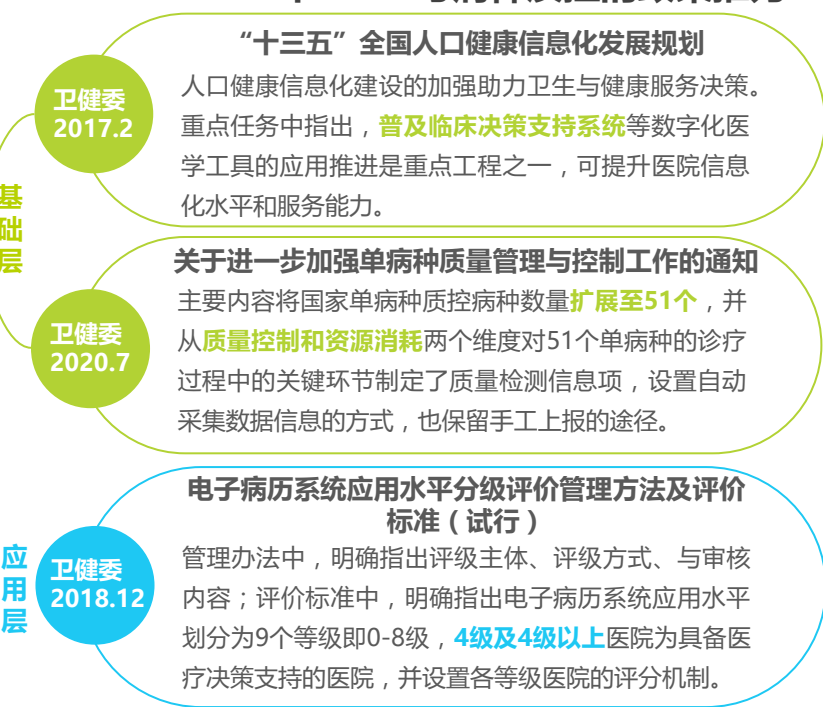 “十三五”全国人口健康信息化发展规划
卫健委
2017.2
人口健康信息化建设的加强助力卫生与健康服务决策。
重点任务中指出，普及临床决策支持系统等数字化医
学工具的应用推进是重点工程之一，可提升医院信息
化水平和服务能力。
基
础
层
关于进一步加强单病种质量管理与控制工作的通知
卫健委
2020.7
主要内容将国家单病种质控病种数量扩展至51个，并
从质量控制和资源消耗两个维度对51个单病种的诊疗
过程中的关键环节制定了质量检测信息项，设置自动
采集数据信息的方式，也保留手工上报的途径。
电子病历系统应用水平分级评价管理方法及评价
标准（试行）
应
用
层
卫健委
2018.12
管理办法中，明确指出评级主体、评级方式、与审核
内容；评价标准中，明确指出电子病历系统应用水平
划分为9个等级即0-8级，4级及4级以上医院为具备医
疗决策支持的医院，并设置各等级医院的评分机制。